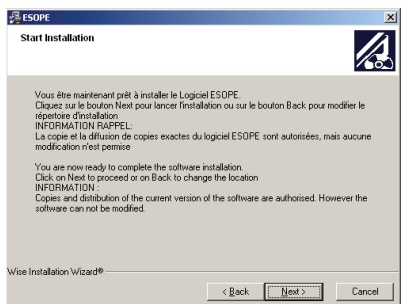 ESOPE
Start Installation
Vous être maintenant prêt à installer le Logiciel ESOPE.
Cliquez sur le bouton Next pour lancer l'installation ou sur le bouton Back pour modifier le
répertoire d'installation
INFORMATION RAPPEL:
La copie et la diffusion de copies exactes du logiciel ESOPE sont autorisées, mais aucune
modification n'est permise
You are now ready to complete the software installation.
Click on Next to proceed or on Back to change the location
INFORMATION :
Copies and distribution of the current version of the software are authorised. However the
software can not be modified.
Wise Installation Wizard®
< Back
Next >
Cancel